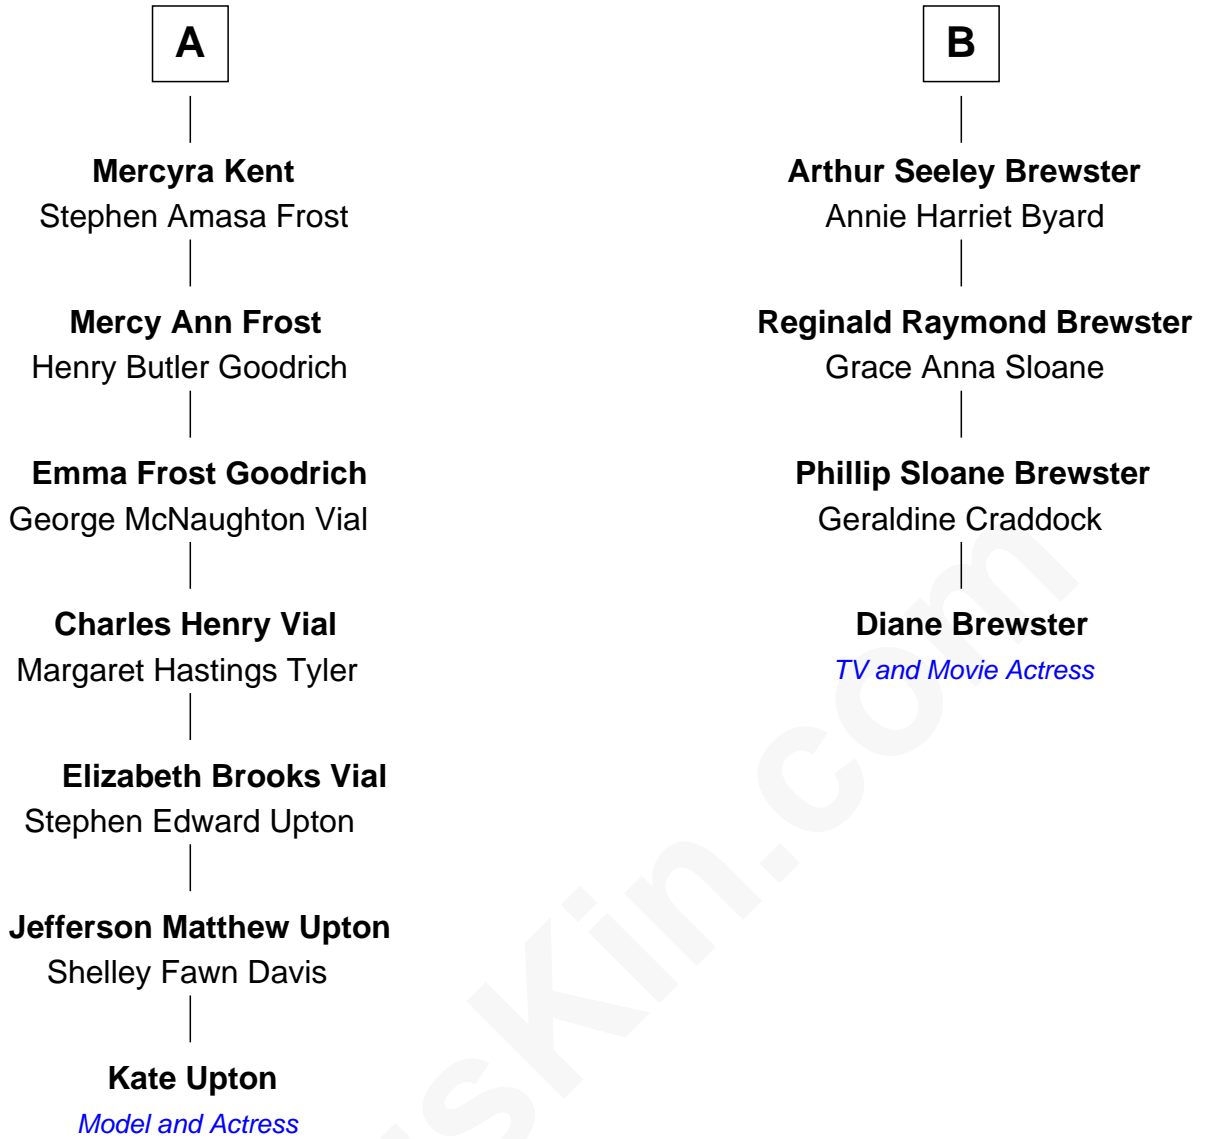 A
Mercyra Kent
Stephen Amasa Frost
Mercy Ann Frost
Henry Butler Goodrich
Emma Frost Goodrich
George McNaughton Vial
Charles Henry Vial
Margaret Hastings Tyler
Elizabeth Brooks Vial
Stephen Edward Upton
Jefferson Matthew Upton
Shelley Fawn Davis
Kate Upton
Model and Actress
B
Arthur Seeley Brewster
Annie Harriet Byard
Reginald Raymond Brewster
Grace Anna Sloane
Phillip Sloane Brewster
Geraldine Craddock
Diane Brewster
TV and Movie Actress
sKin.com